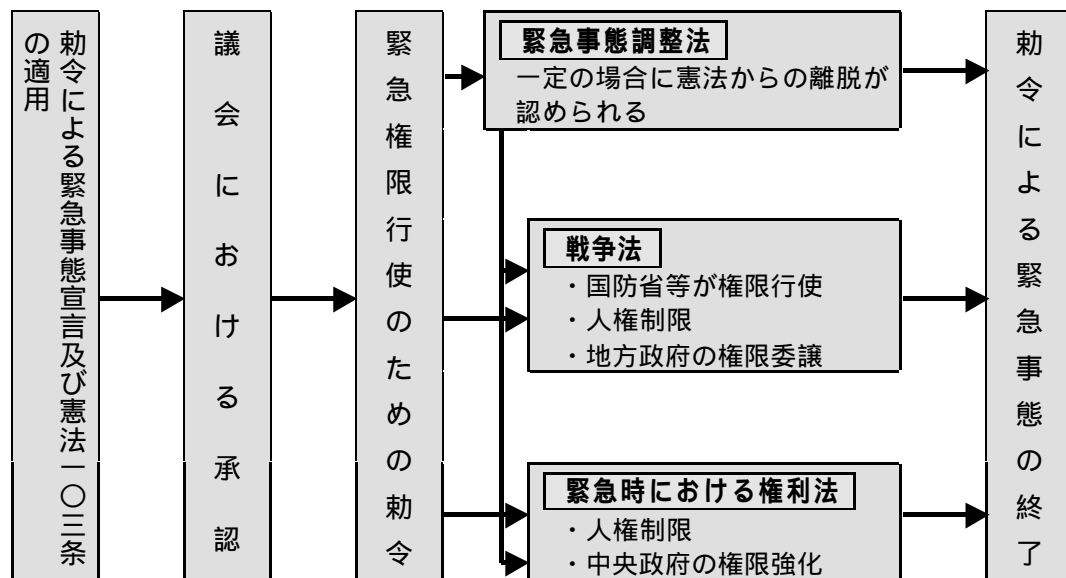 勅令による緊急事態宣言及び憲法一〇三条
の適用
議会における承認
緊急権限行使のための勅令
緊急事態調整法
一定の場合に憲法からの離脱が
認められる
戦争法
・国防省等が権限行使
・人権制限
・地方政府の権限委譲
緊急時における権利法
・人権制限
・中央政府の権限強化
勅令による緊急事態の終了